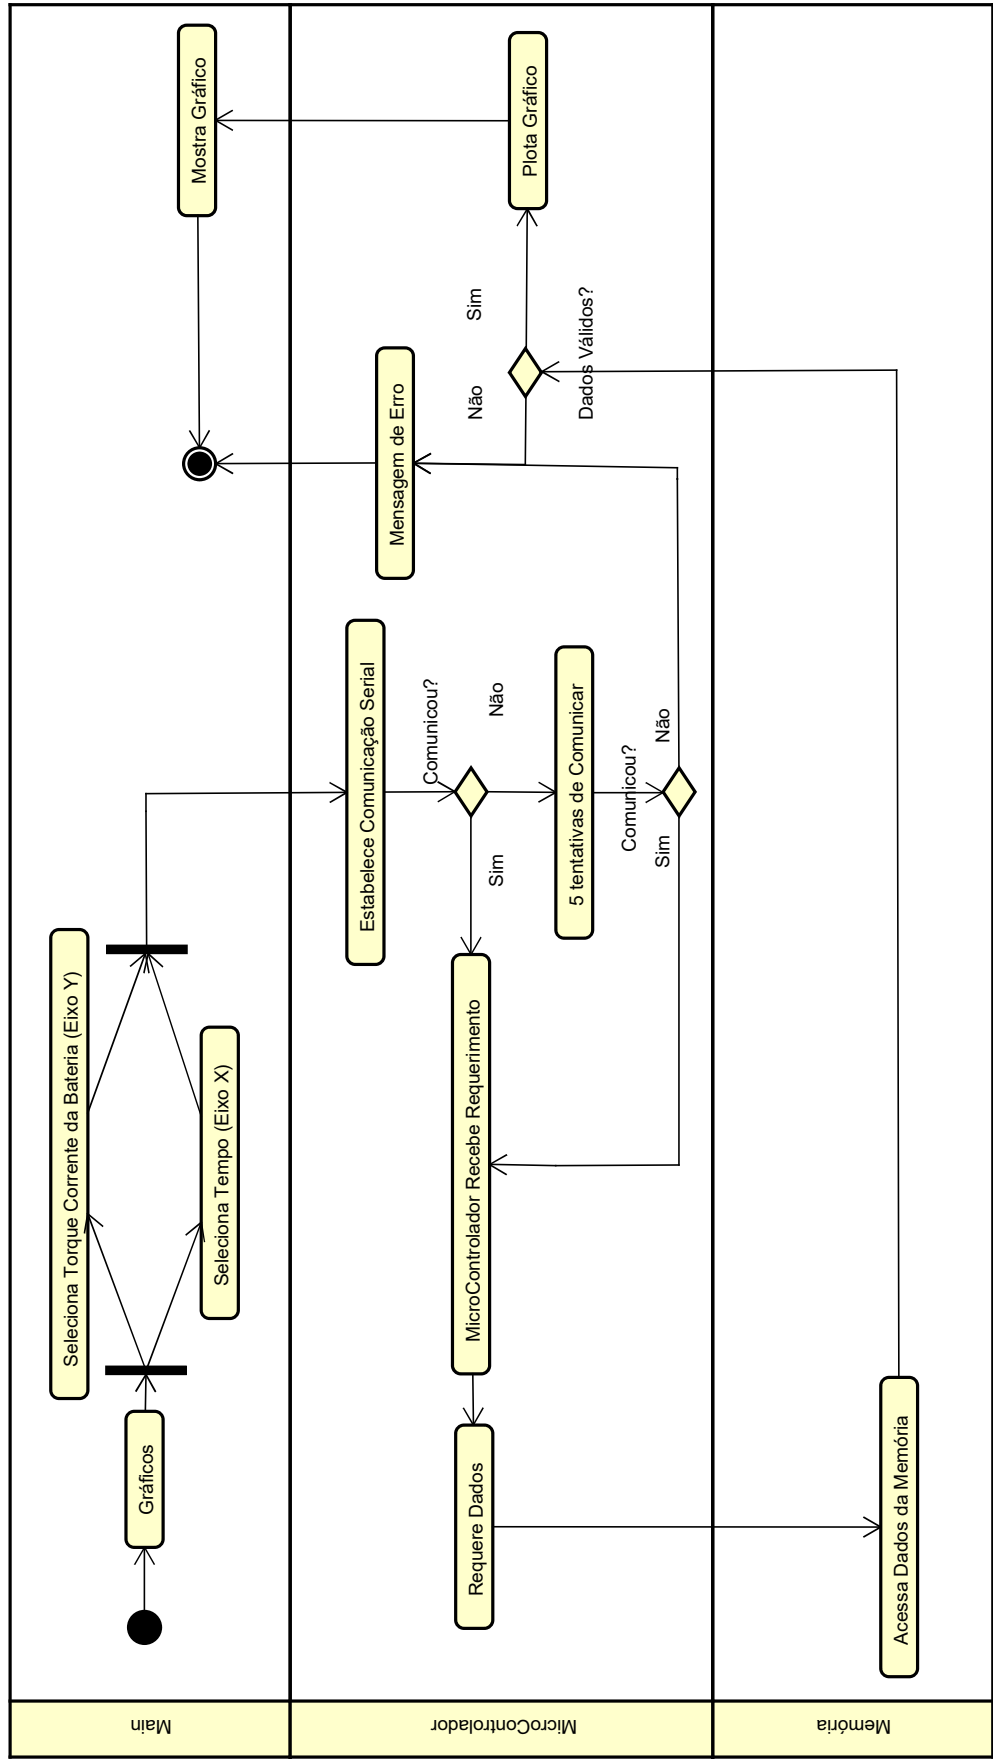 Main
Gráficos
Seleciona Torque Corrente da Bateria (Eixo Y)
Seleciona Tempo (Eixo X)
Mostra Gráfico
MicroControlador
Estabelece Comunicação Serial
Comunicou?
Sim
Não
5 tentativas de Comunicar
Comunicou?
Sim
Não
MicroControlador Recebe Requerimento
Requere Dados
Mensagem de Erro
Não
Sim
Dados Válidos?
Plota Gráfico
Memória
Acessa Dados da Memória